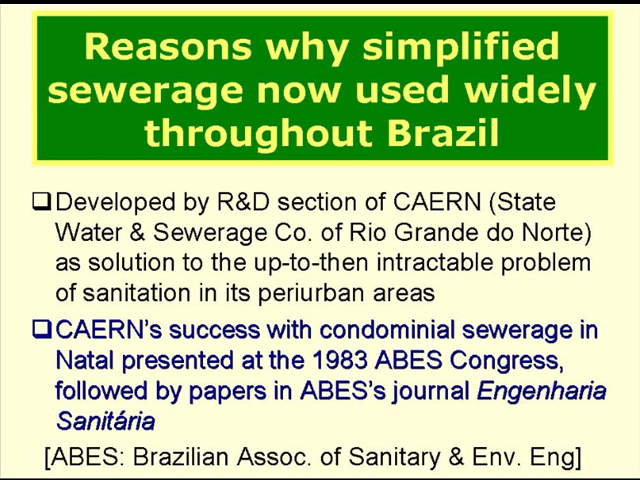 Reasons why simplified
sewerage now used widely
throughout Brazil
❑Developed by R&D section of CAERN (State
Water & Sewerage Co. of Rio Grande do Norte)
as solution to the up-to-then intractable problem
of sanitation in its periurban areas
❑CAERN's success with condominial sewerage in
Natal presented at the 1983 ABES Congress,
followed by papers in ABES's journal Engenharia
Sanitária
[ABES: Brazilian Assoc. of Sanitary & Env. Eng]